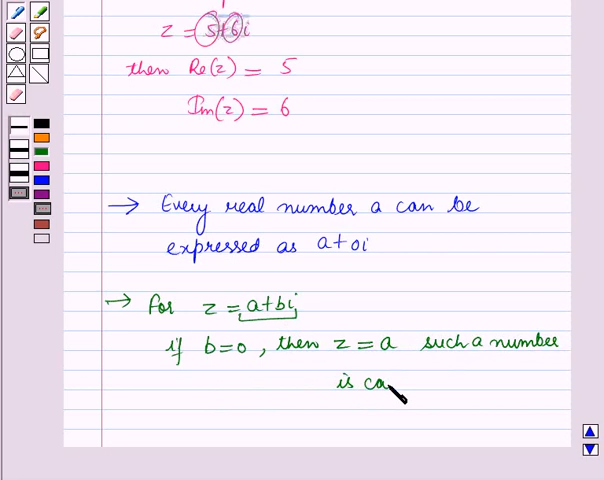 z = 5+6i
then Re(z) = 5
Im(z) = 6
→ Every real number a can be
expressed as a+0i
→ For z = a+bi,
if b=0, then z = a such a number
is ca